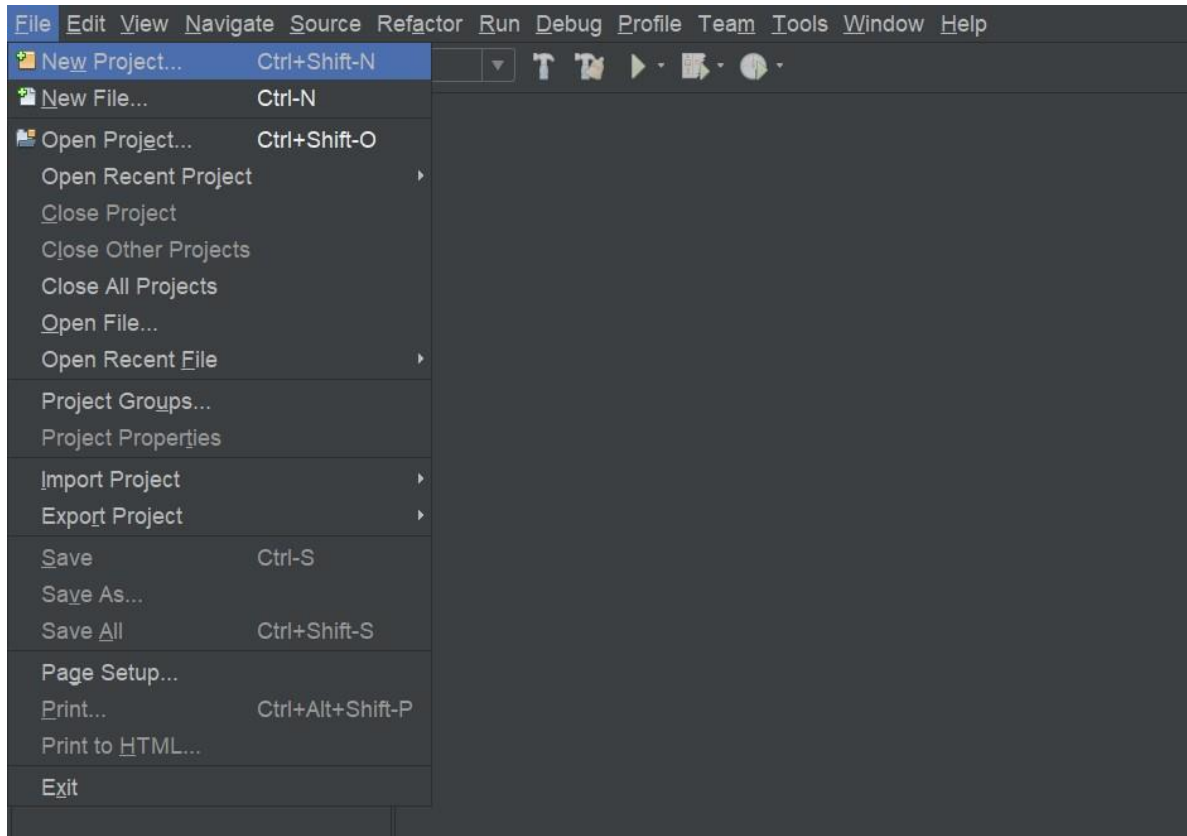 File Edit View Navigate Source Refactor Run Debug Profile Team Tools Window Help
New Project... Ctrl+Shift-N
New File... Ctrl-N
Open Project... Ctrl+Shift-O
Open Recent Project
Close Project
Close Other Projects
Close All Projects
Open File...
Open Recent File
Project Groups...
Project Properties
Import Project
Export Project
Save Ctrl-S
Save As...
Save All Ctrl+Shift-S
Page Setup...
Print... Ctrl+Alt+Shift-P
Print to HTML...
Exit